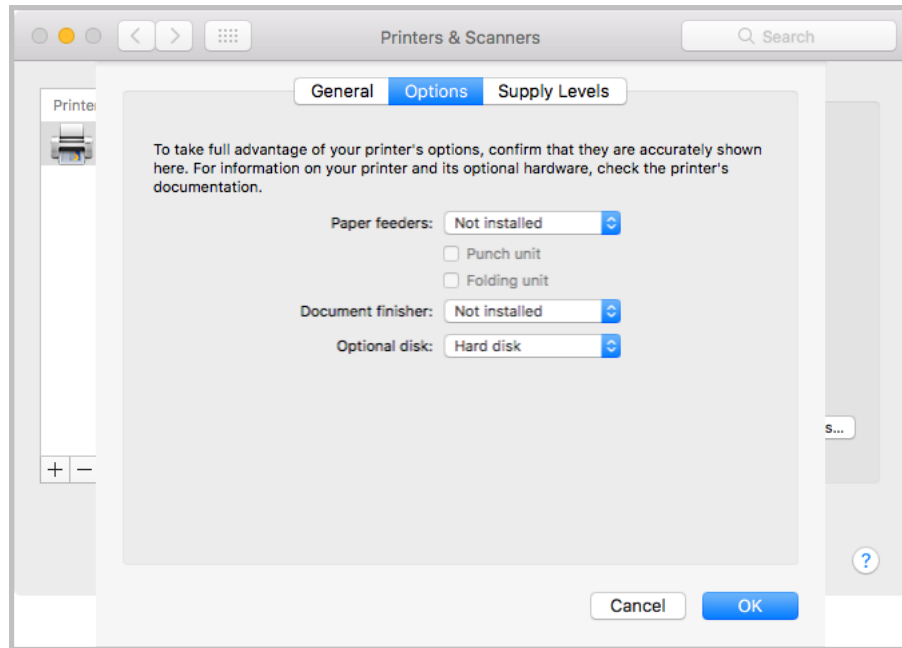 Printers & Scanners
Search
General Options Supply Levels
To take full advantage of your printer's options, confirm that they are accurately shown
here. For information on your printer and its optional hardware, check the printer's
documentation.
Paper feeders: Not installed
Punch unit
Folding unit
Document finisher: Not installed
Optional disk: Hard disk
+ −
?
Cancel OK